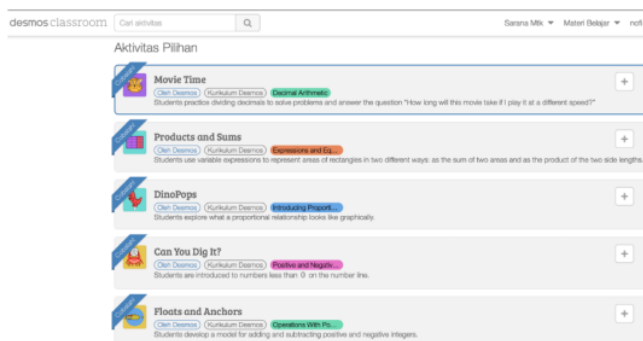 desmos classroom Cari aktivitas Sarana Mtk Materi Belajar nofi
Aktivitas Pilihan
Movie Time
Oleh Desmos Kurikulum Desmos Decimal Arithmetic
Students practice dividing decimals to solve problems and answer the question "How long will this movie take if I play it at a different speed?"
Products and Sums
Oleh Desmos Kurikulum Desmos Expressions and Eq...
Students use variable expressions to represent areas of rectangles in two different ways: as the sum of two areas and as the product of the two side lengths.
DinoPops
Oleh Desmos Kurikulum Desmos Introducing Proporti...
Students explore what a proportional relationship looks like graphically.
Can You Dig It?
Oleh Desmos Kurikulum Desmos Positive and Negativ...
Students are introduced to numbers less than 0 on the number line.
Floats and Anchors
Oleh Desmos Kurikulum Desmos Operations With Po...
Students develop a model for adding and subtracting positive and negative integers.